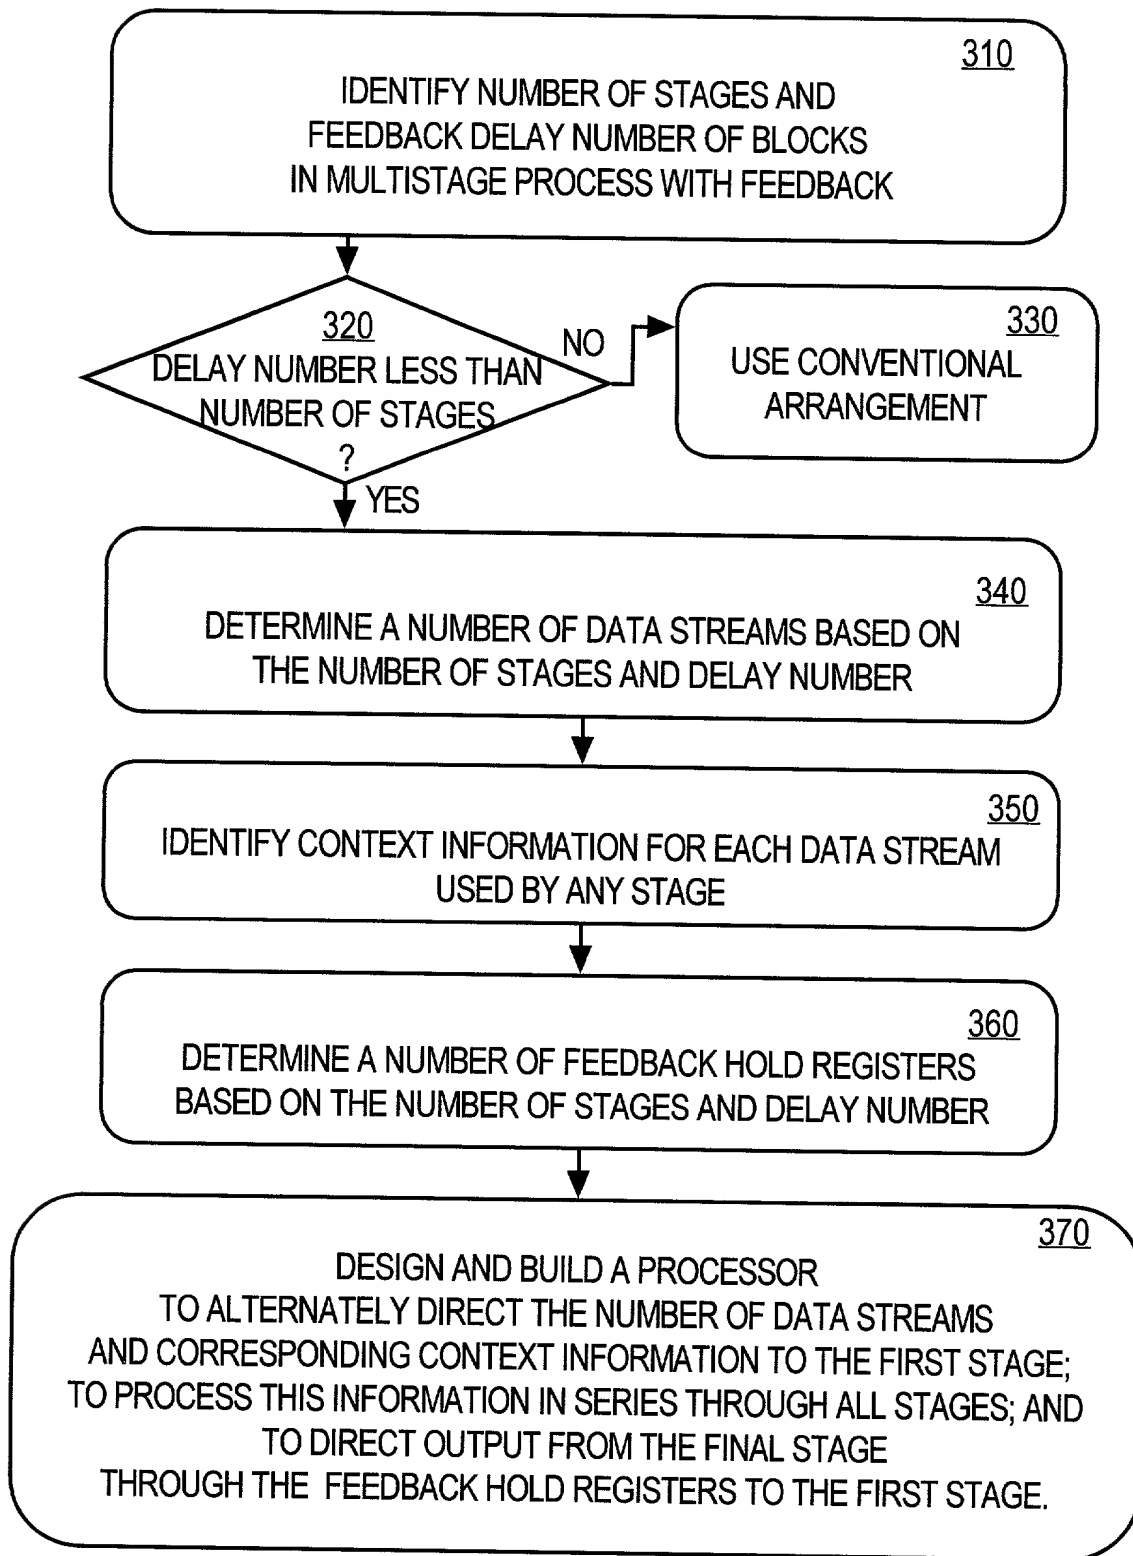 310
IDENTIFY NUMBER OF STAGES AND
FEEDBACK DELAY NUMBER OF BLOCKS
IN MULTISTAGE PROCESS WITH FEEDBACK
320
DELAY NUMBER LESS THAN
NUMBER OF STAGES
?
NO
330
USE CONVENTIONAL
ARRANGEMENT
YES
340
DETERMINE A NUMBER OF DATA STREAMS BASED ON
THE NUMBER OF STAGES AND DELAY NUMBER
350
IDENTIFY CONTEXT INFORMATION FOR EACH DATA STREAM
USED BY ANY STAGE
360
DETERMINE A NUMBER OF FEEDBACK HOLD REGISTERS
BASED ON THE NUMBER OF STAGES AND DELAY NUMBER
370
DESIGN AND BUILD A PROCESSOR
TO ALTERNATELY DIRECT THE NUMBER OF DATA STREAMS
AND CORRESPONDING CONTEXT INFORMATION TO THE FIRST STAGE;
TO PROCESS THIS INFORMATION IN SERIES THROUGH ALL STAGES; AND
TO DIRECT OUTPUT FROM THE FINAL STAGE
THROUGH THE FEEDBACK HOLD REGISTERS TO THE FIRST STAGE.